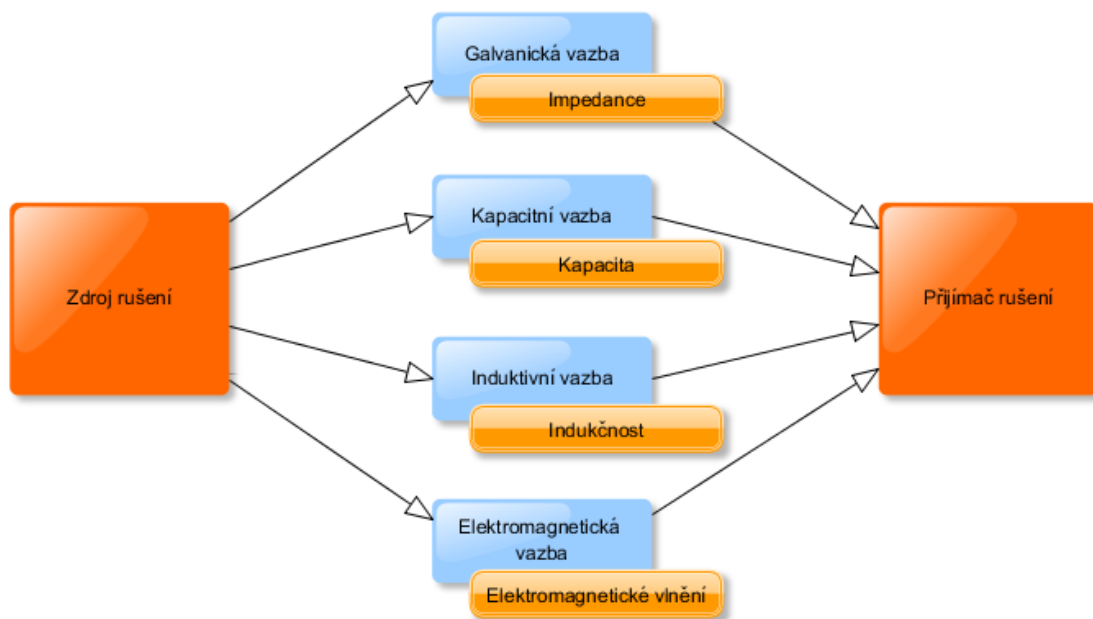 Galvanická vazba
Impedance
Kapacitní vazba
Kapacita
Zdroj rušení
Přijímač rušení
Induktivní vazba
Indukčnost
Elektromagnetická
vazba
Elektromagnetické vlnění